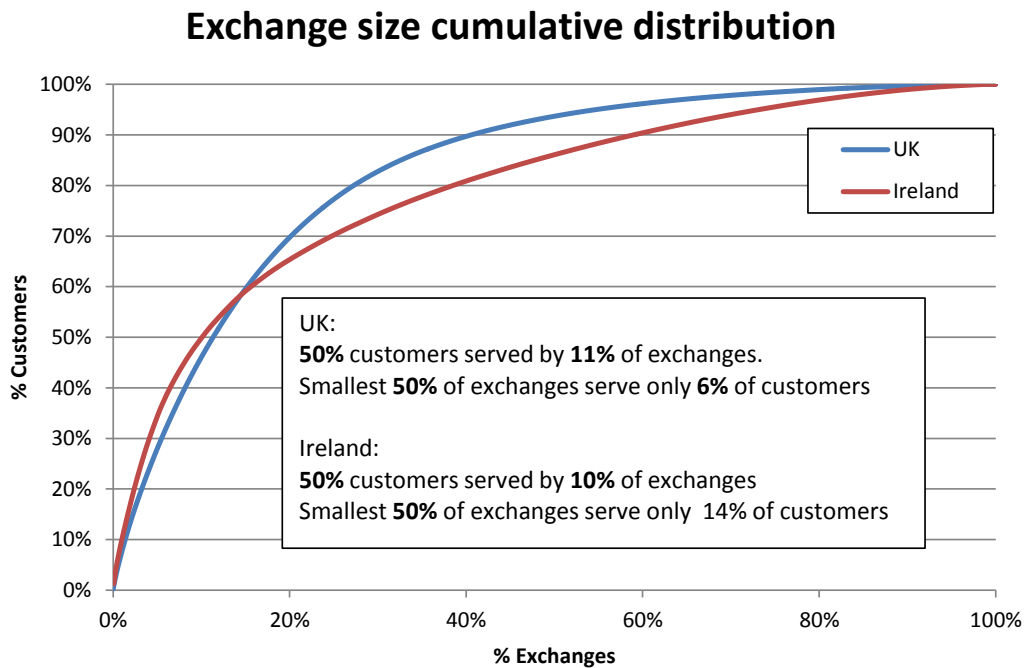 Exchange size cumulative distribution
100%
90%
80%
70%
60%
50%
40%
30%
20%
10%
0%
% Customers
UK
Ireland
UK:
50% customers served by 11% of exchanges.
Smallest 50% of exchanges serve only 6% of customers
Ireland:
50% customers served by 10% of exchanges
Smallest 50% of exchanges serve only  14% of customers
0% 20% 40% 60% 80% 100%
% Exchanges